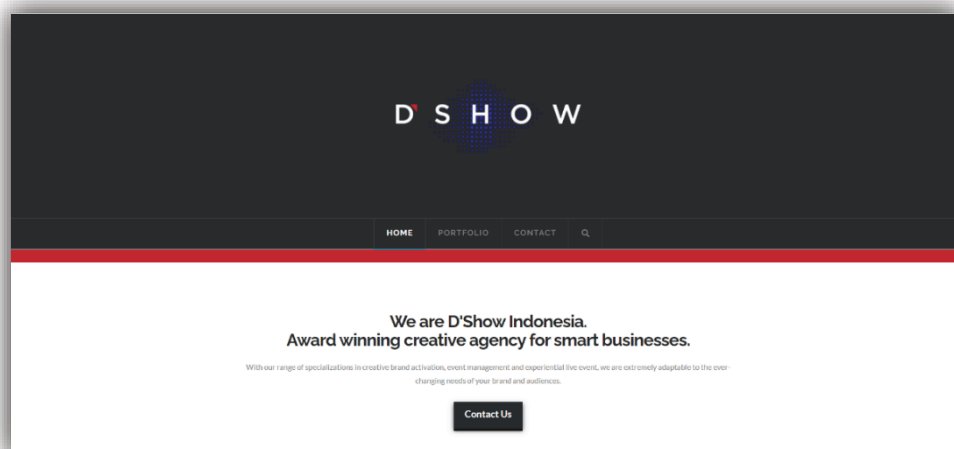 D'SHOW
HOME PORTFOLIO CONTACT
We are D'Show Indonesia.
Award winning creative agency for smart businesses.
With our range of specializations in creative brand activation, event management and experiential live event, we are extremely adaptable to the ever-
changing needs of your brand and audiences.
Contact Us